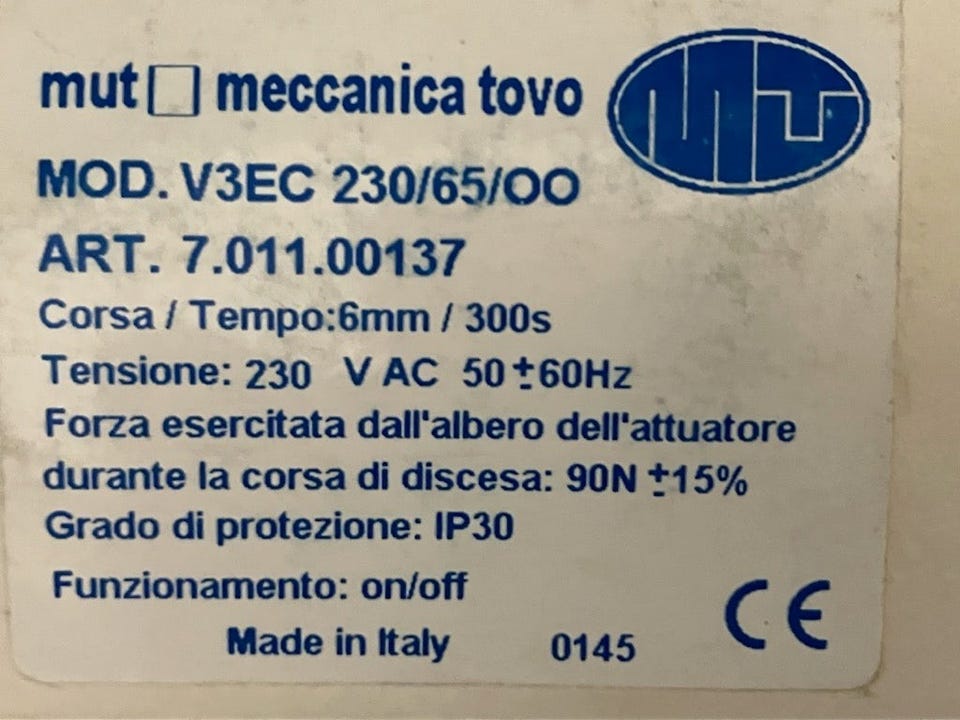 mut□ meccanica tovo
MT
MOD. V3EC 230/65/OO
ART. 7.011.00137
Corsa / Tempo:6mm / 300s
Tensione: 230 V AC 50±60Hz
Forza esercitata dall'albero dell'attuatore
durante la corsa di discesa: 90N ±15%
Grado di protezione: IP30
Funzionamento: on/off
Made in Italy 0145
CE